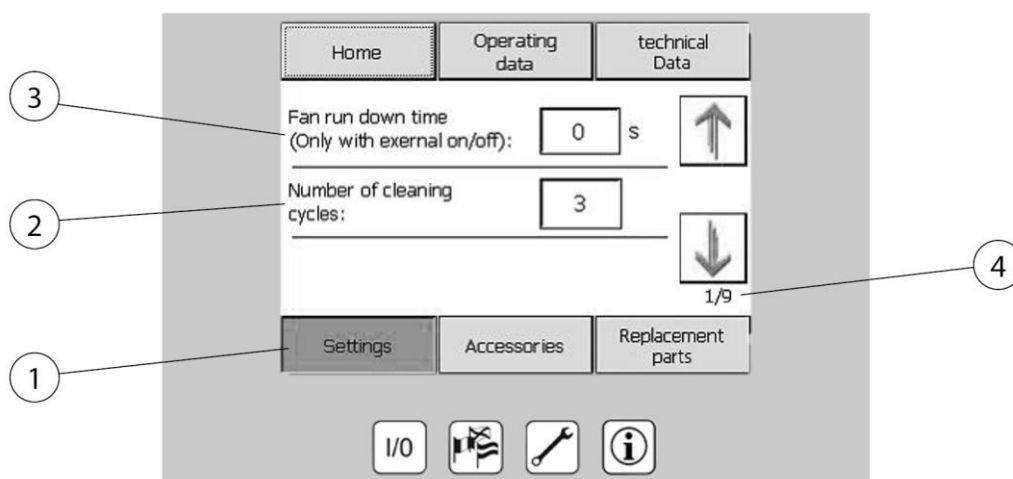 Home
Operating
data
technical
Data
3
Fan run down time
(Only with exernal on/off):
0
s
2
Number of cleaning
cycles:
3
4
1/9
1
Settings
Accessories
Replacement
parts
I/0
i